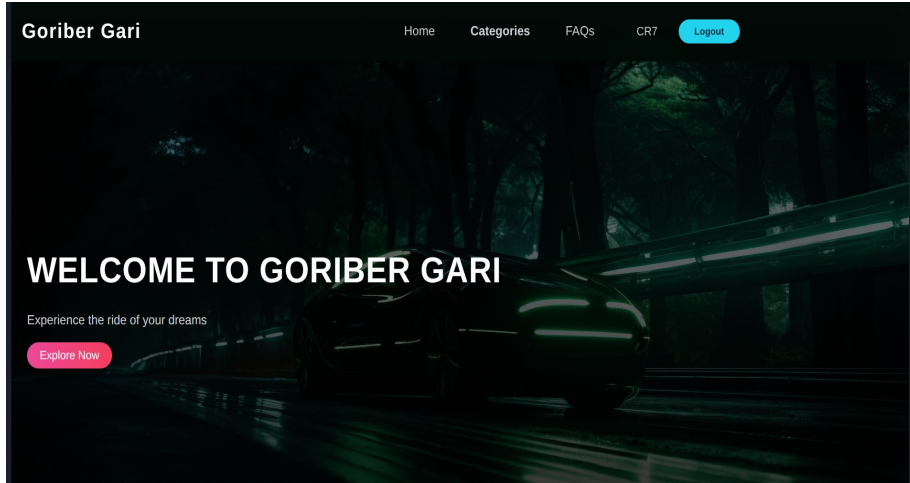 Goriber Gari
Home Categories FAQs CR7 Logout
WELCOME TO GORIBER GARI
Experience the ride of your dreams
Explore Now